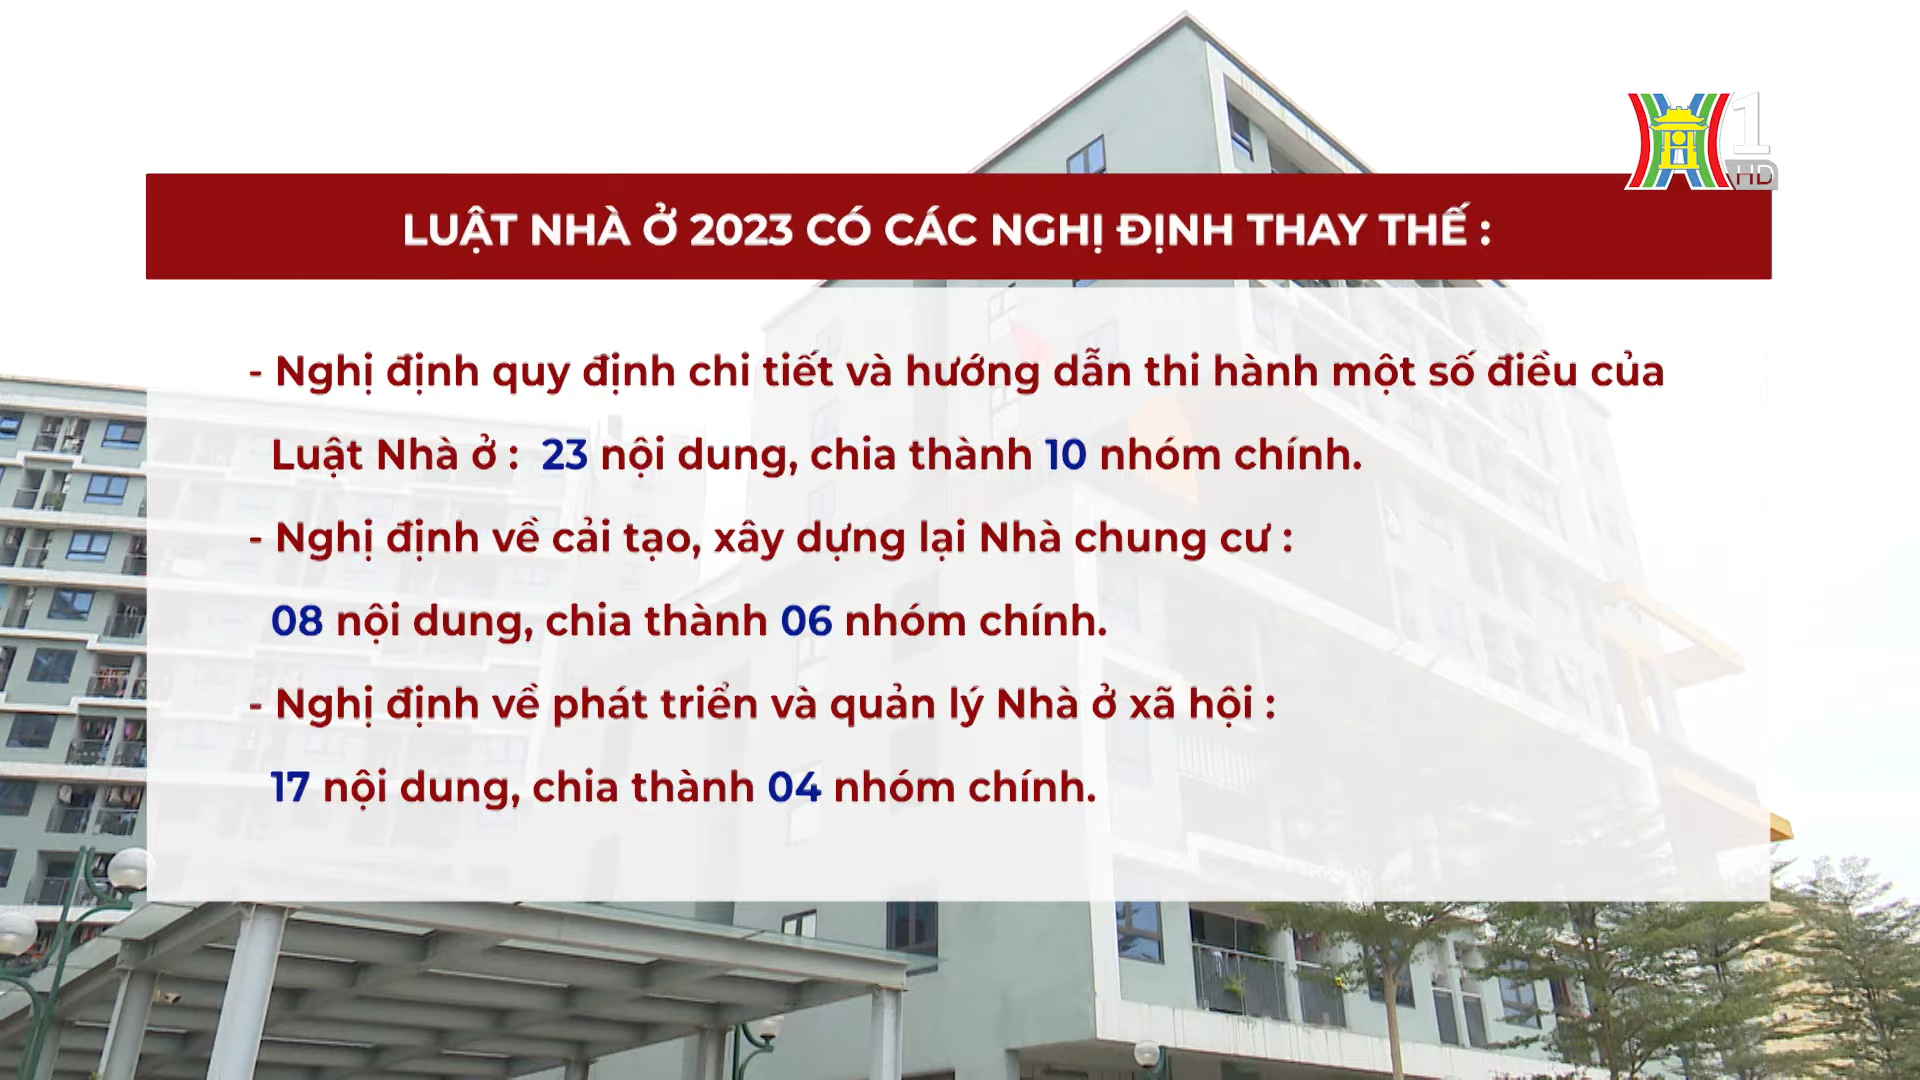 1
HD
LUẬT NHÀ Ở 2023 CÓ CÁC NGHỊ ĐỊNH THAY THẾ :
- Nghị định quy định chi tiết và hướng dẫn thi hành một số điều của
Luật Nhà ở : 23 nội dung, chia thành 10 nhóm chính.
- Nghị định về cải tạo, xây dựng lại Nhà chung cư :
08 nội dung, chia thành 06 nhóm chính.
- Nghị định về phát triển và quản lý Nhà ở xã hội :
17 nội dung, chia thành 04 nhóm chính.